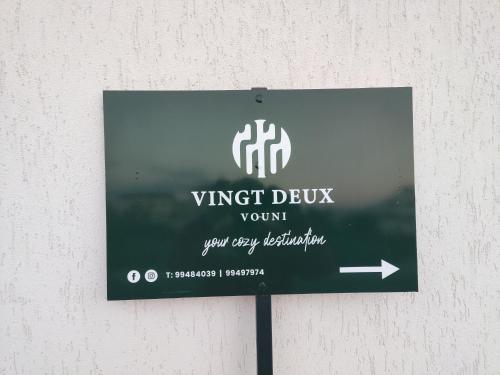 VINGT DEUX
VOUNI
your cozy destination
T: 99484039 | 99497974